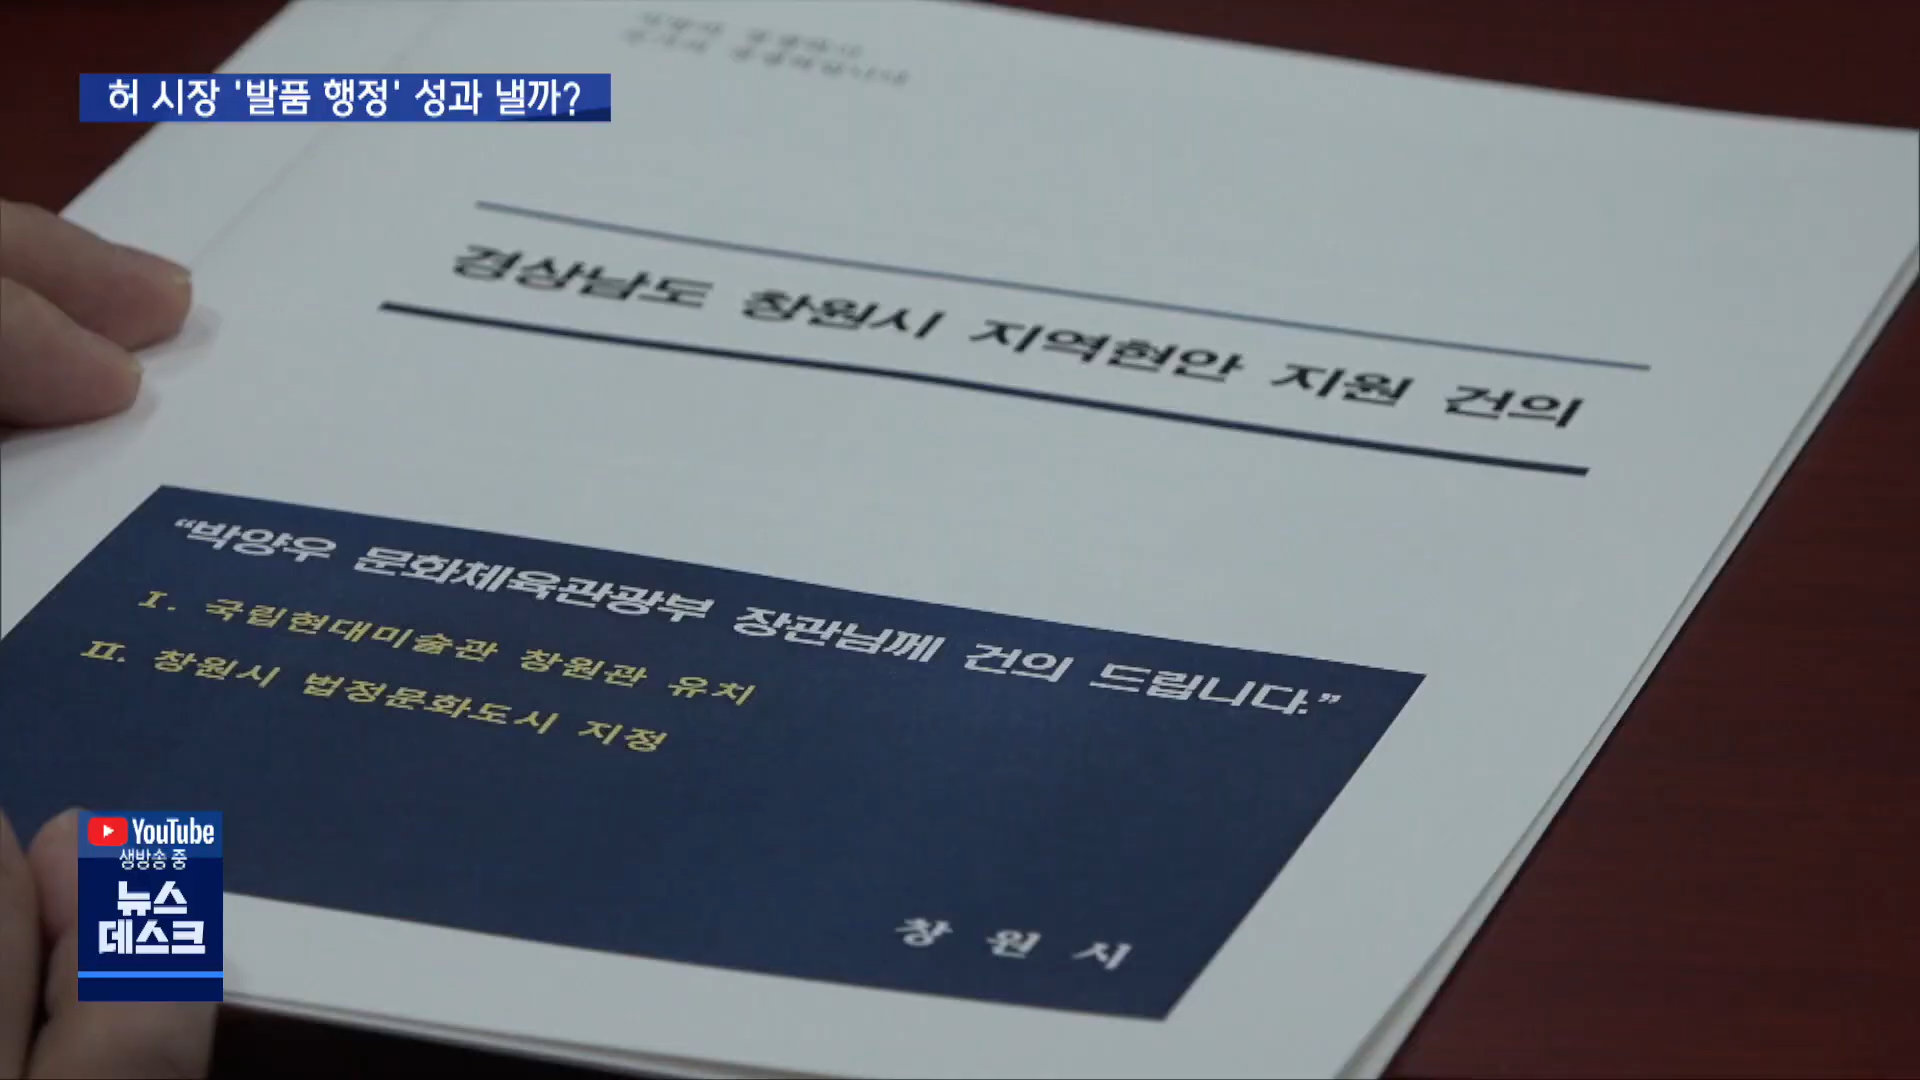 허 시장 '발품 행정' 성과 낼까?
경상남도 창원시 지역현안 지원 건의
“박양우 문화체육관광부 장관님께 건의 드립니다.”
Ⅰ. 국립현대미술관 창원관 유치
Ⅱ. 창원시 법정문화도시 지정
창 원 시
YouTube
생방송 중
뉴스
데스크